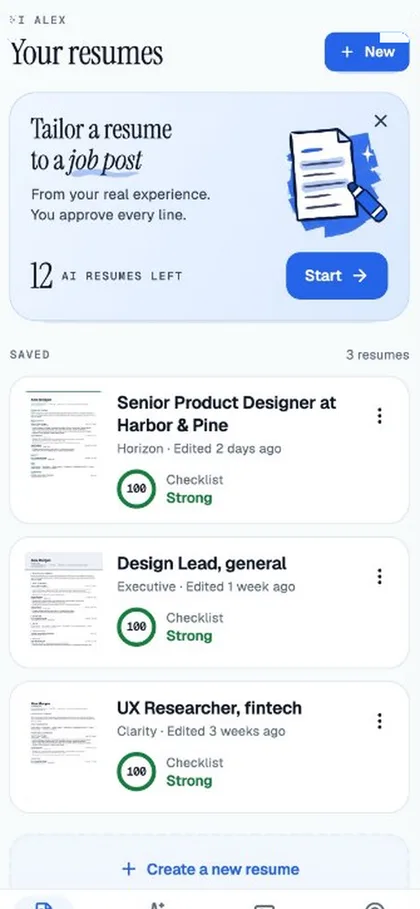 I ALEX
Your resumes
+ New
Tailor a resume
to a job post
From your real experience.
You approve every line.
12 AI RESUMES LEFT
Start →
SAVED
3 resumes
Senior Product Designer at
Harbor & Pine
Horizon · Edited 2 days ago
100
Checklist
Strong
Design Lead, general
Executive · Edited 1 week ago
100
Checklist
Strong
UX Researcher, fintech
Clarity · Edited 3 weeks ago
100
Checklist
Strong
+ Create a new resume